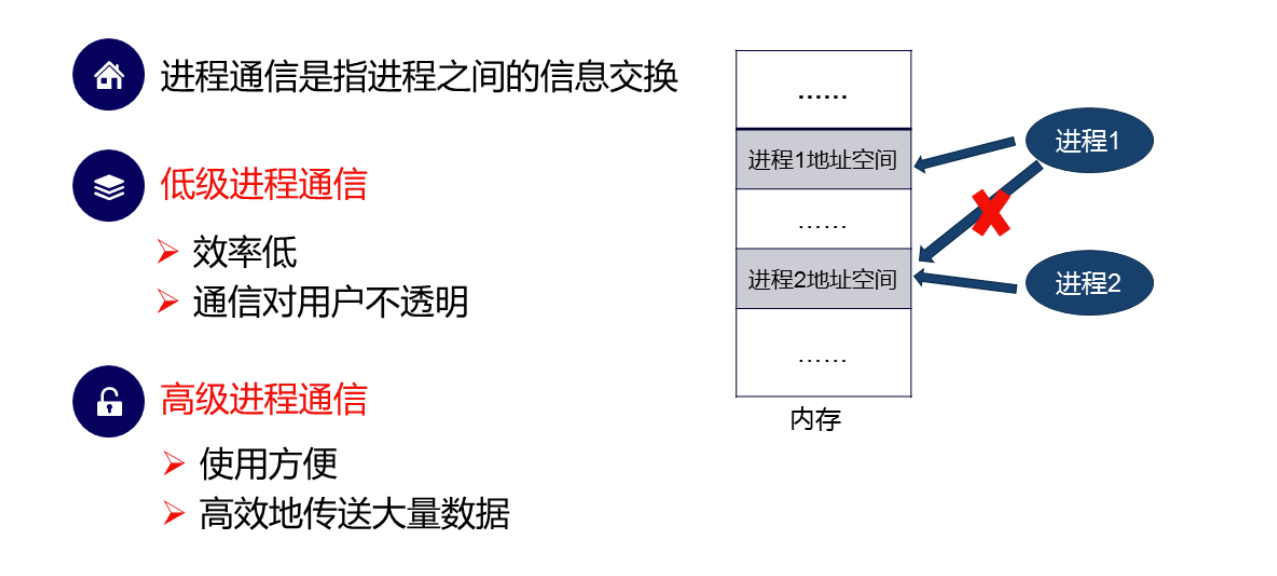 进程通信是指进程之间的信息交换
低级进程通信
效率低
通信对用户不透明
高级进程通信
使用方便
高效地传送大量数据
……
进程1地址空间
……
进程2地址空间
……
内存
进程1
进程2